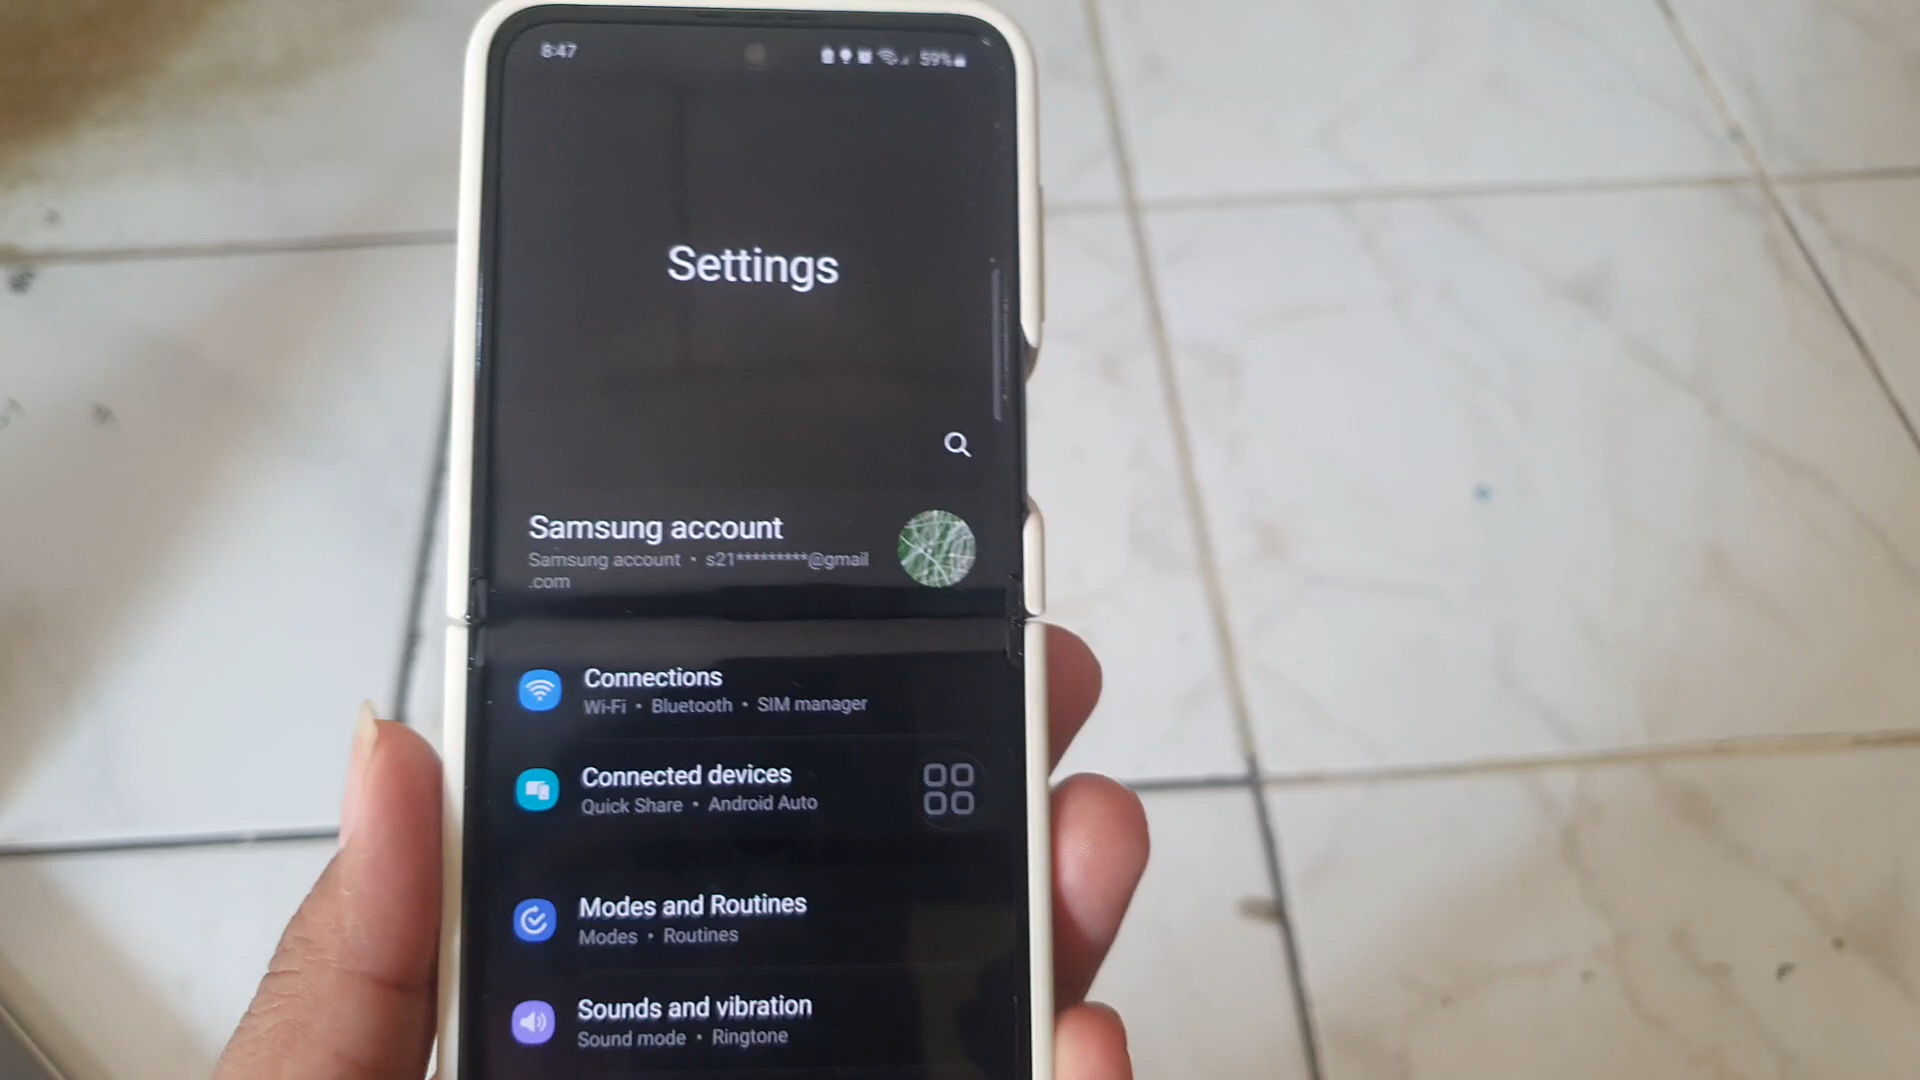 8:47
59%
Settings
Samsung account
Samsung account • s21*********@gmail
.com
Connections
Wi-Fi • Bluetooth • SIM manager
Connected devices
Quick Share • Android Auto
Modes and Routines
Modes • Routines
Sounds and vibration
Sound mode • Ringtone